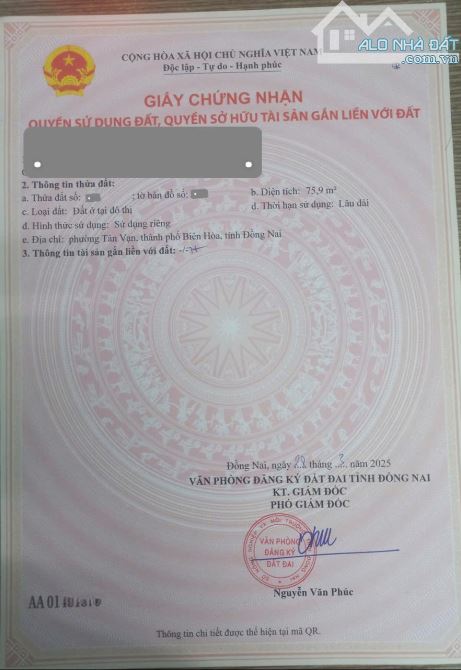 ALO NHÀ ĐẤT
.com.vn
CỘNG HÒA XÃ HỘI CHỦ NGHĨA VIỆT NAM
Độc lập - Tự do - Hạnh phúc
GIẤY CHỨNG NHẬN
QUYỀN SỬ DỤNG ĐẤT, QUYỀN SỞ HỮU TÀI SẢN GẮN LIỀN VỚI ĐẤT
2. Thông tin thửa đất:
a. Thửa đất số: ; tờ bản đồ số: b. Diện tích: 75,9 m²
c. Loại đất: Đất ở tại đô thị d. Thời hạn sử dụng: Lâu dài
d. Hình thức sử dụng: Sử dụng riêng
e. Địa chỉ: phường Tân Vạn, thành phố Biên Hòa, tỉnh Đồng Nai
3. Thông tin tài sản gắn liền với đất: -/-
Đồng Nai, ngày 28 tháng 3 năm 2025
VĂN PHÒNG ĐĂNG KÝ ĐẤT ĐAI TỈNH ĐỒNG NAI
KT. GIÁM ĐỐC
PHÓ GIÁM ĐỐC
VĂN PHÒNG
ĐĂNG KÝ
ĐẤT ĐAI
Nguyễn Văn Phúc
AA 01
Thông tin chi tiết được thể hiện tại mã QR.